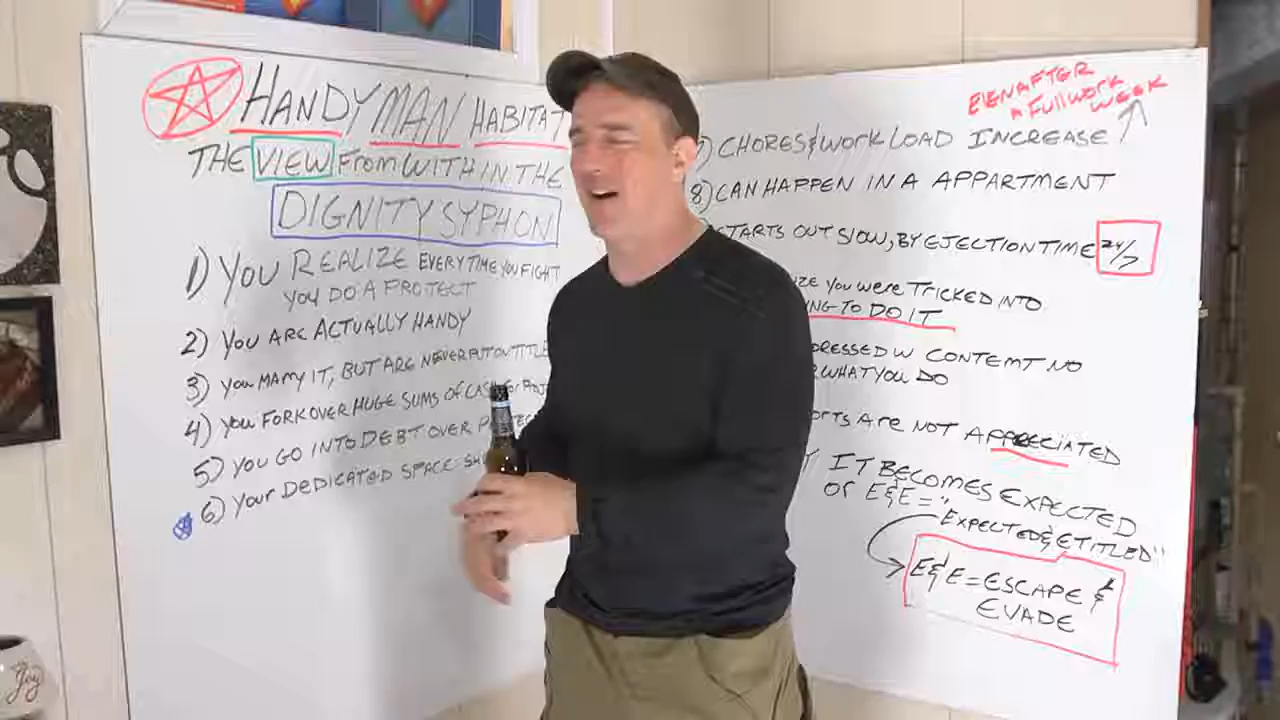 HANDYMAN HABITAT
THE VIEW FROM WITHIN THE
DIGNITY SYPHON
1) YOU REALIZE EVERY TIME YOU FIGHT
YOU DO A PROTECT
2) YOU ARE ACTUALLY HANDY
3) YOU MARRY IT, BUT ARE NEVER PUT ON TITLE
4) YOU FORK OVER HUGE SUMS OF CASH FOR
5) YOU GO INTO DEBT OVER
6) YOUR DEDICATED SPACE
EVEN AFTER
A FULL WORK
WEEK
) CHORES & WORK LOAD INCREASE
8) CAN HAPPEN IN A APPARTMENT
STARTS OUT SLOW, BY EJECTION TIME 24/7
YOU WERE TRICKED INTO
TO DO IT
W CONTEMT NO
WHAT YOU DO
ARE NOT APPRECIATED
IT BECOMES EXPECTED
OR E&E = "
EXPECTED & ETITLED"
E&E = ESCAPE &
EVADE
Joy